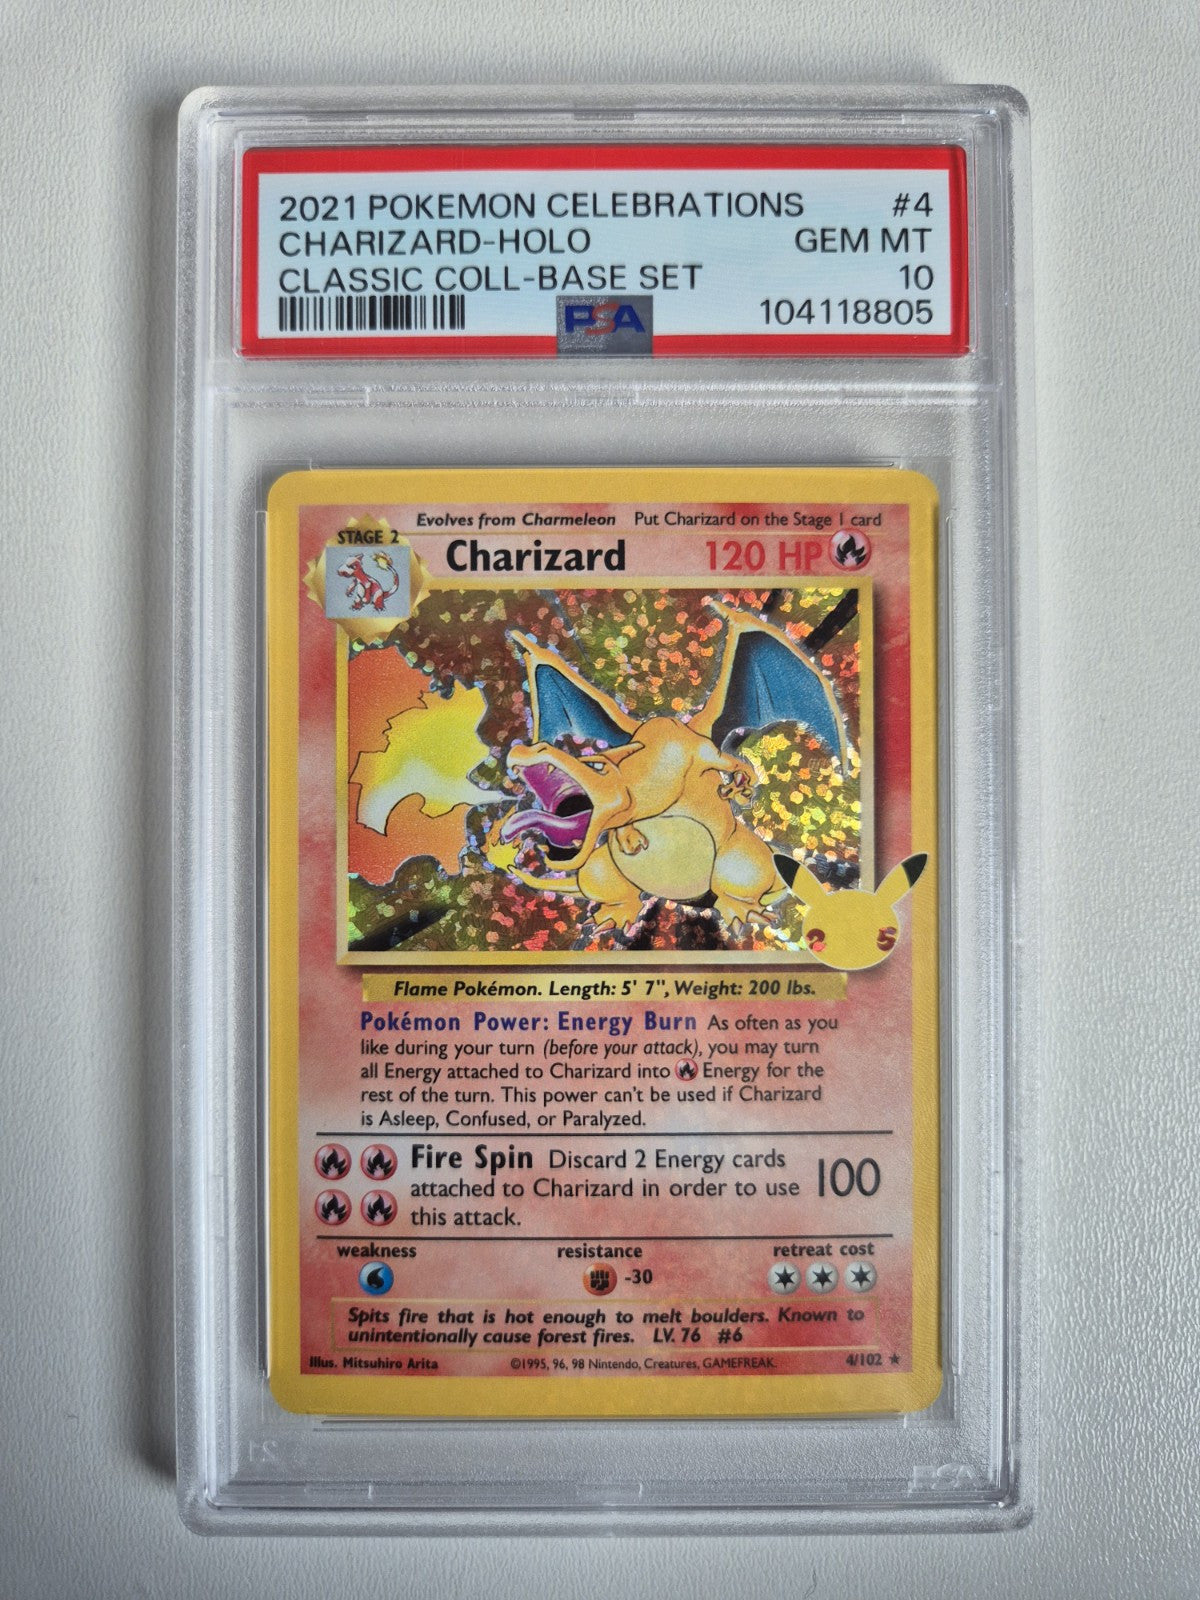 2021 POKEMON CELEBRATIONS #4
CHARIZARD-HOLO GEM MT
CLASSIC COLL-BASE SET 10
PSA 104118805
Evolves from Charmeleon Put Charizard on the Stage 1 card
STAGE 2
Charizard 120 HP
25
Flame Pokémon. Length: 5' 7", Weight: 200 lbs.
Pokémon Power: Energy Burn As often as you
like during your turn (before your attack), you may turn
all Energy attached to Charizard into Energy for the
rest of the turn. This power can't be used if Charizard
is Asleep, Confused, or Paralyzed.
Fire Spin Discard 2 Energy cards
attached to Charizard in order to use 100
this attack.
weakness resistance retreat cost
-30
Spits fire that is hot enough to melt boulders. Known to
unintentionally cause forest fires. LV. 76 #6
Illus. Mitsuhiro Arita ©1995, 96, 98 Nintendo, Creatures, GAMEFREAK. 4/102 ★
21 PSA